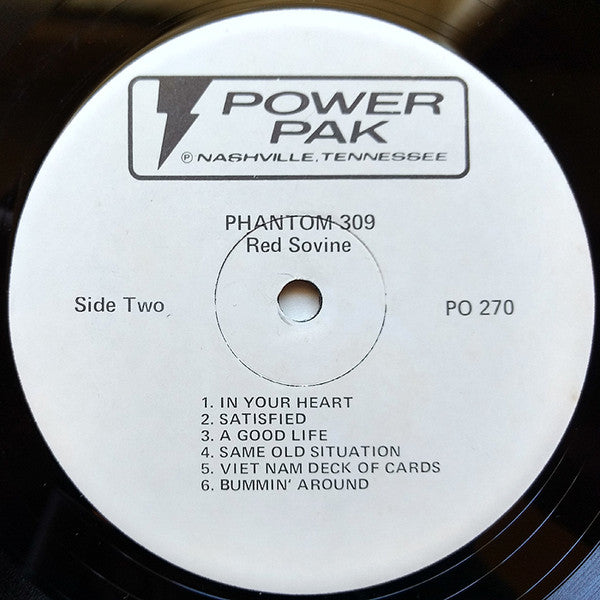 POWER
PAK
Ⓟ NASHVILLE, TENNESSEE
PHANTOM 309
Red Sovine
Side Two
PO 270
1. IN YOUR HEART
2. SATISFIED
3. A GOOD LIFE
4. SAME OLD SITUATION
5. VIET NAM DECK OF CARDS
6. BUMMIN' AROUND